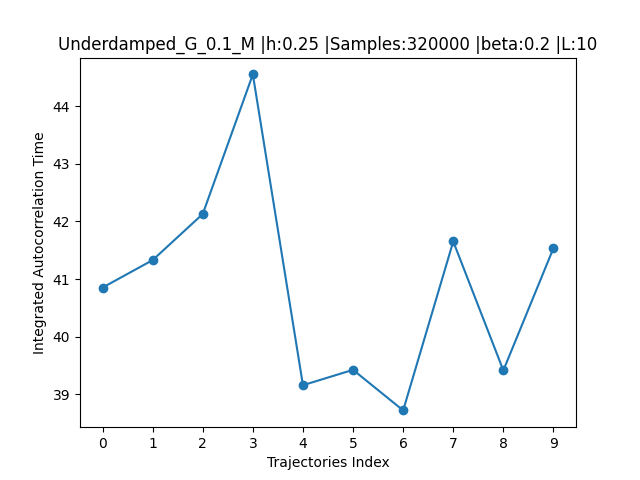 Underdamped_G_0.1_M |h:0.25 |Samples:320000 |beta:0.2 |L:10
Integrated Autocorrelation Time
44
43
42
41
40
39
0 1 2 3 4 5 6 7 8 9
Trajectories Index